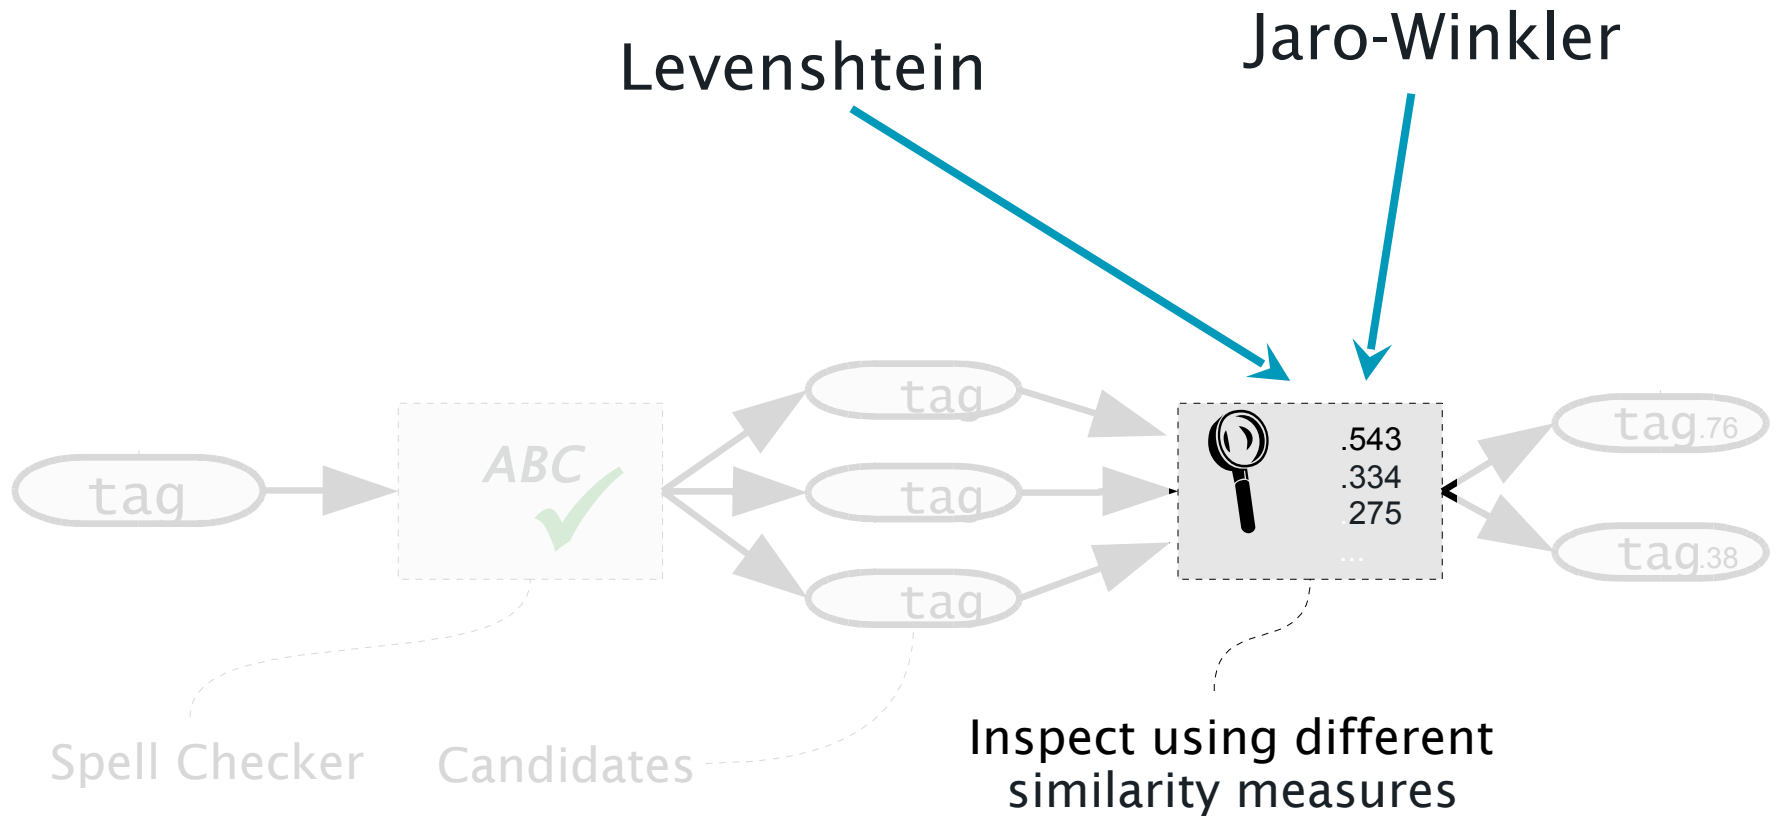 Levenshtein
Jaro-Winkler
tag
ABC
tag
tag
tag
.543
.334
.275
...
tag.76
tag.38
Spell Checker
Candidates
Inspect using different
similarity measures